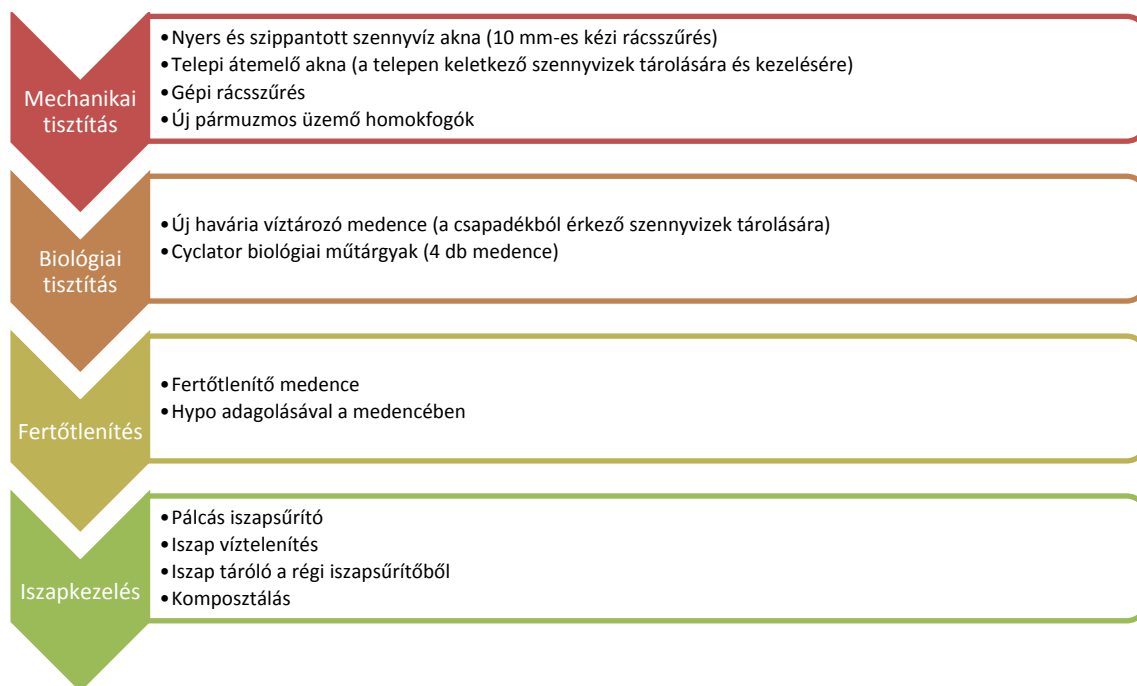 Mechanikai
tisztítás
•Nyers és szippantott szennyvíz akna (10 mm-es kézi rácsszűrés)
•Telepi átemelő akna (a telepen keletkező szennyvizek tárolására és kezelésére)
•Gépi rácsszűrés
•Új pármuzmos üzemő homokfogók
Biológiai
tisztítás
•Új havária víztározó medence (a csapadékból érkező szennyvizek tárolására)
•Cyclator biológiai műtárgyak (4 db medence)
Fertőtlenítés
•Fertőtlenítő medence
•Hypo adagolásával a medencében
Iszapkezelés
•Pálcás iszapsűrító
•Iszap víztelenítés
•Iszap táróló a régi iszapsűrítőből
•Komposztálás